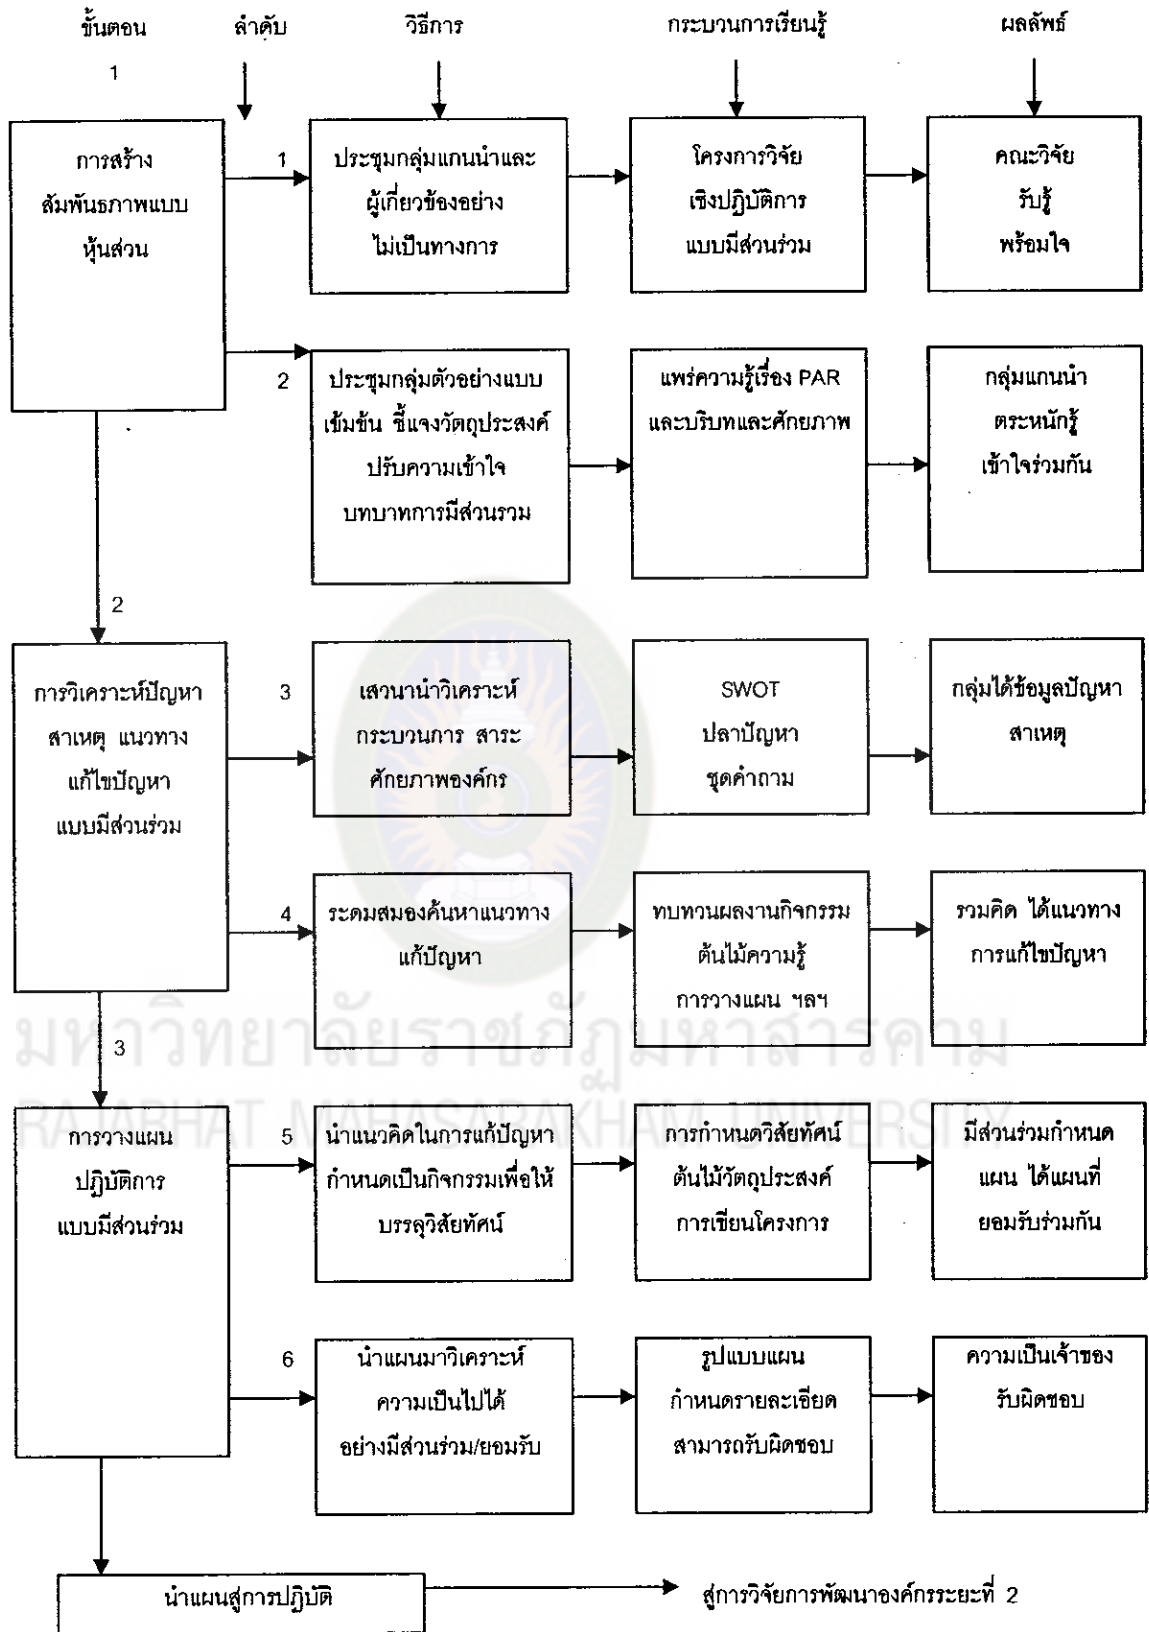 ขั้นตอน ลำดับ วิธีการ กระบวนการเรียนรู้ ผลลัพธ์
1
การสร้าง
สัมพันธภาพแบบ
หุ้นส่วน
1
ประชุมกลุ่มแกนนำและ
ผู้เกี่ยวข้องอย่าง
ไม่เป็นทางการ
โครงการวิจัย
เชิงปฏิบัติการ
แบบมีส่วนร่วม
คณะวิจัย
รับรู้
พร้อมใจ
2
ประชุมกลุ่มตัวอย่างแบบ
เข้มข้น ชี้แจงวัตถุประสงค์
ปรับความเข้าใจ
บทบาทการมีส่วนรวม
แพร่ความรู้เรื่อง PAR
และบริบทและศักยภาพ
กลุ่มแกนนำ
ตระหนักรู้
เข้าใจร่วมกัน
2
การวิเคราะห์ปัญหา
สาเหตุ แนวทาง
แก้ไขปัญหา
แบบมีส่วนร่วม
3
เสวนานำวิเคราะห์
กระบวนการ สาระ
ศักยภาพองค์กร
SWOT
ปลาปัญหา
ชุดคำถาม
กลุ่มได้ข้อมูลปัญหา
สาเหตุ
4
ระดมสมองค้นหาแนวทาง
แก้ปัญหา
ทบทวนผลงานกิจกรรม
ต้นไม้ความรู้
การวางแผน ฯลฯ
รวมคิด ได้แนวทาง
การแก้ไขปัญหา
มหาวิทยาลัยราชภัฏมหาสารคาม
RAJABHAT MAHASARAKHAM UNIVERSITY
3
การวางแผน
ปฏิบัติการ
แบบมีส่วนร่วม
5
นำแนวคิดในการแก้ปัญหา
กำหนดเป็นกิจกรรมเพื่อให้
บรรลุวิสัยทัศน์
การกำหนดวิสัยทัศน์
ต้นไม้วัตถุประสงค์
การเขียนโครงการ
มีส่วนร่วมกำหนด
แผน ได้แผนที่
ยอมรับร่วมกัน
6
นำแผนมาวิเคราะห์
ความเป็นไปได้
อย่างมีส่วนร่วม/ยอมรับ
รูปแบบแผน
กำหนดรายละเอียด
สามารถรับผิดชอบ
ความเป็นเจ้าของ
รับผิดชอบ
นำแผนสู่การปฏิบัติ
สู่การวิจัยการพัฒนาองค์กรระยะที่ 2